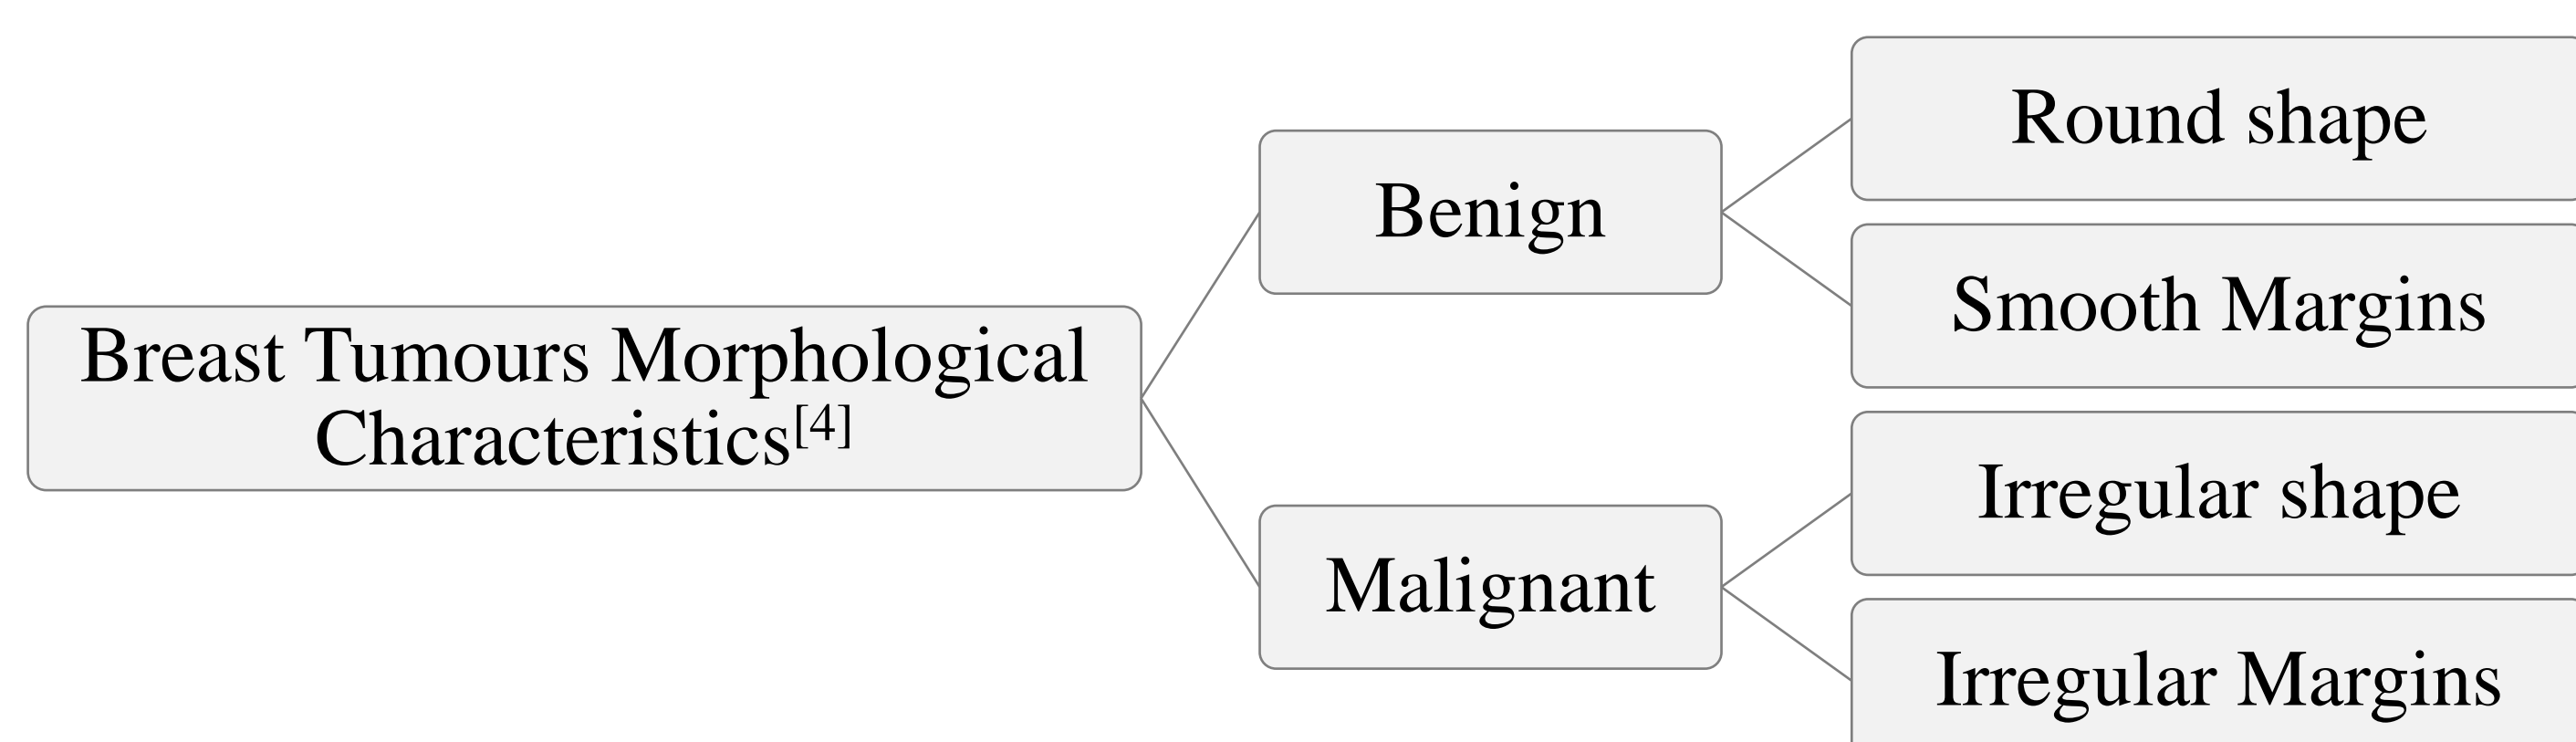 Breast Tumours Morphological
Characteristics[4]
Benign
Round shape
Smooth Margins
Malignant
Irregular shape
Irregular Margins